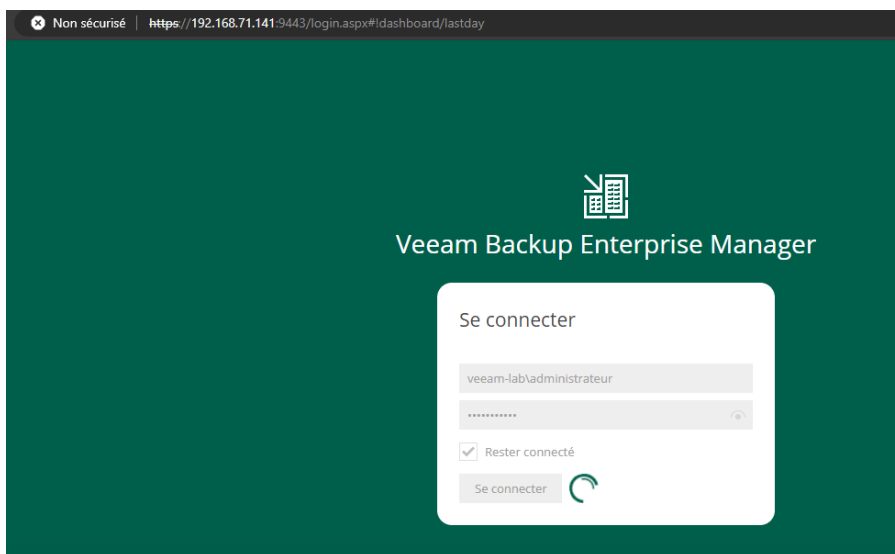 Non sécurisé | https://192.168.71.141:9443/login.aspx#!dashboard/lastday
Veeam Backup Enterprise Manager
Se connecter
veeam-lab\administrateur
•••••••••••
Rester connecté
Se connecter